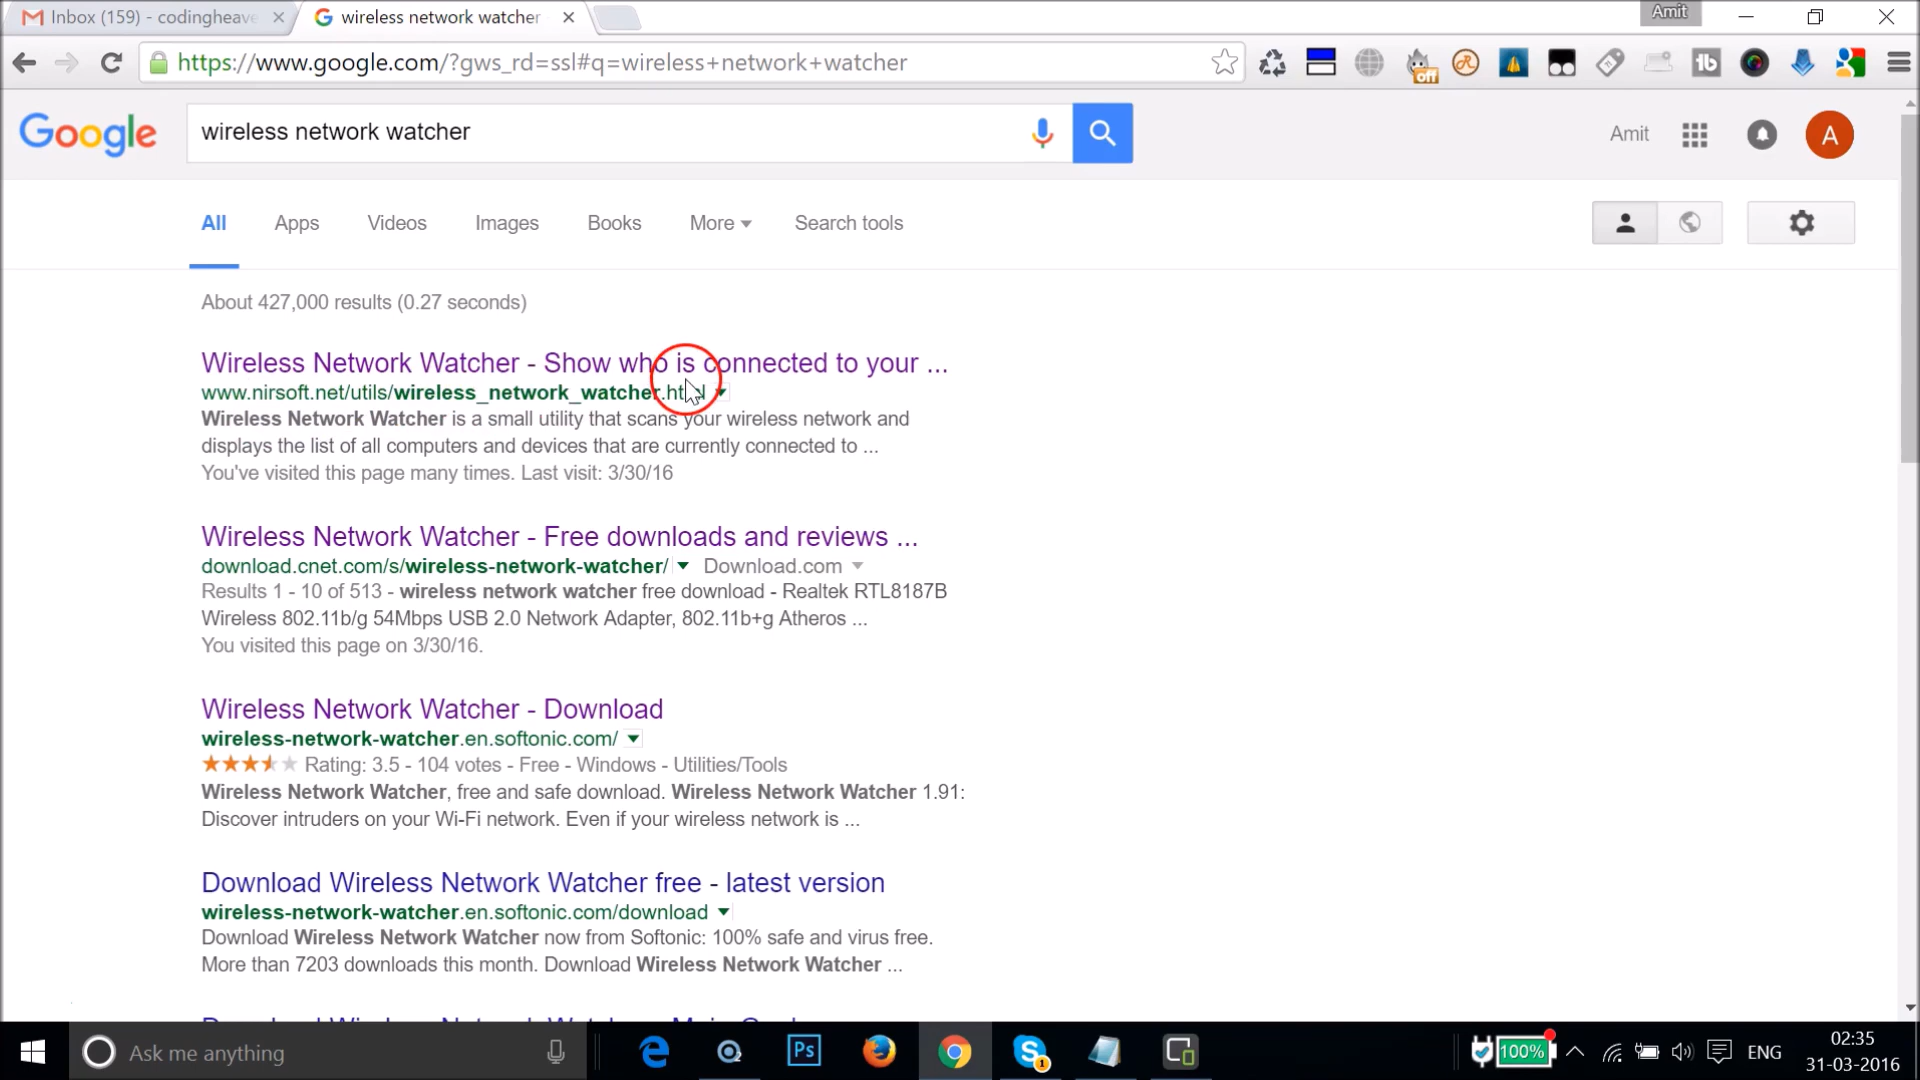 Inbox (159) - codingheave
wireless network watcher
Amit
https://www.google.com/?gws_rd=ssl#q=wireless+network+watcher
off
Google
wireless network watcher
Amit
A
All
Apps
Videos
Images
Books
More
Search tools
About 427,000 results (0.27 seconds)
Wireless Network Watcher - Show who is connected to your ...
www.nirsoft.net/utils/wireless_network_watcher.html
Wireless Network Watcher is a small utility that scans your wireless network and
displays the list of all computers and devices that are currently connected to ...
You've visited this page many times. Last visit: 3/30/16
Wireless Network Watcher - Free downloads and reviews ...
download.cnet.com/s/wireless-network-watcher/ Download.com
Results 1 - 10 of 513 - wireless network watcher free download - Realtek RTL8187B
Wireless 802.11b/g 54Mbps USB 2.0 Network Adapter, 802.11b+g Atheros ...
You visited this page on 3/30/16.
Wireless Network Watcher - Download
wireless-network-watcher.en.softonic.com/
Rating: 3.5 - 104 votes - Free - Windows - Utilities/Tools
Wireless Network Watcher, free and safe download. Wireless Network Watcher 1.91:
Discover intruders on your Wi-Fi network. Even if your wireless network is ...
Download Wireless Network Watcher free - latest version
wireless-network-watcher.en.softonic.com/download
Download Wireless Network Watcher now from Softonic: 100% safe and virus free.
More than 7203 downloads this month. Download Wireless Network Watcher ...
Ask me anything
Ps
1
100%
ENG
02:35
31-03-2016